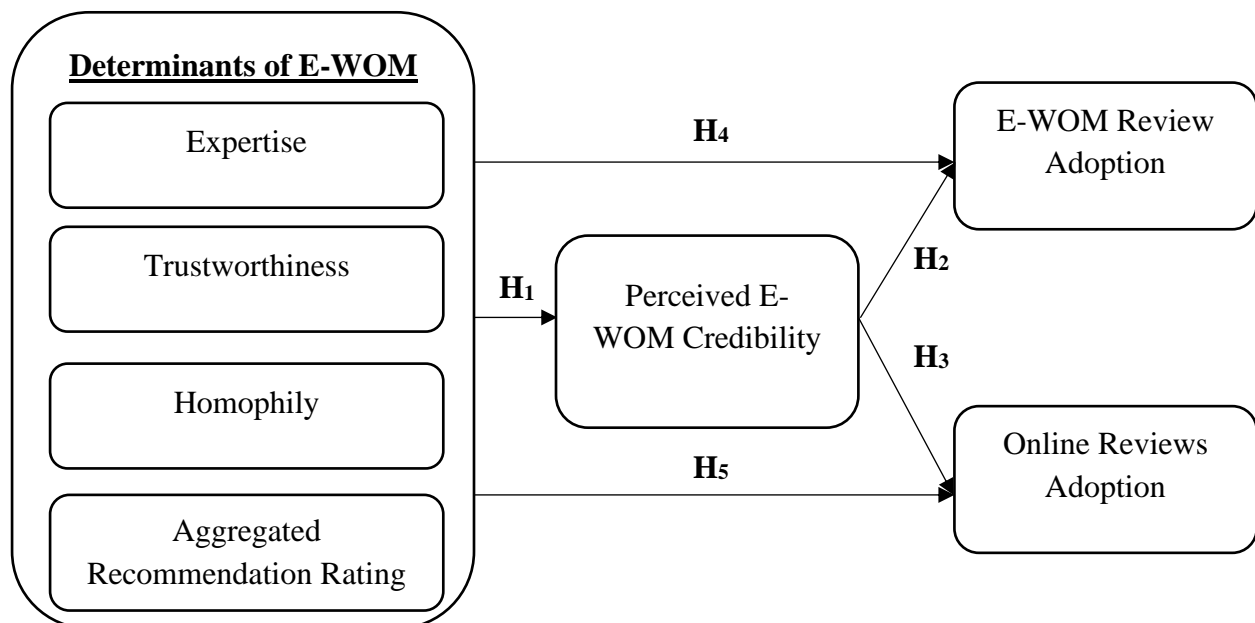 Determinants of E-WOM
Expertise
Trustworthiness
Homophily
Aggregated
Recommendation Rating
H1
Perceived E-
WOM Credibility
H4
H2
H3
H5
E-WOM Review
Adoption
Online Reviews
Adoption